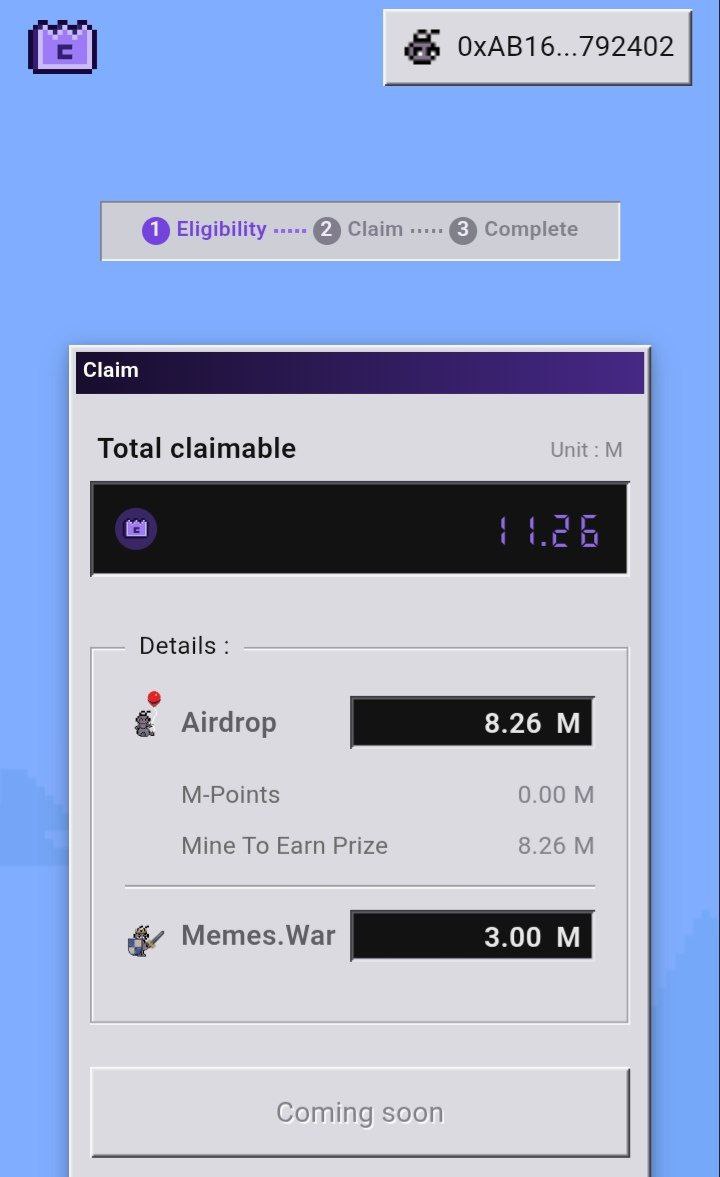 0xAB16...792402
1 Eligibility ..... 2 Claim ..... 3 Complete
Claim
Total claimable Unit : M
11.26
Details :
Airdrop 8.26 M
M-Points 0.00 M
Mine To Earn Prize 8.26 M
Memes.War 3.00 M
Coming soon